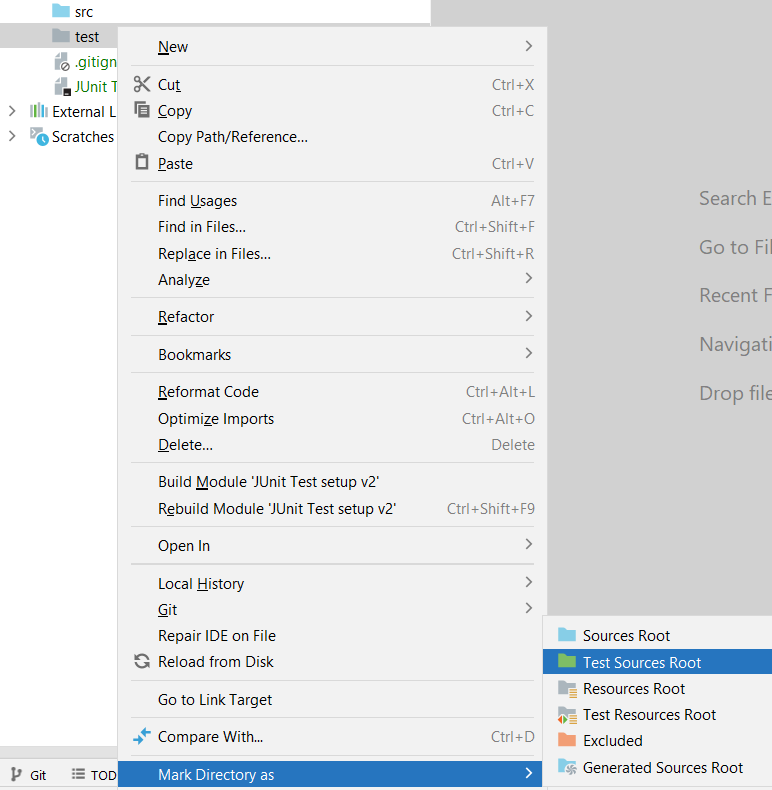 src
test
.gitign
JUnit T
External L
Scratches
New
Cut Ctrl+X
Copy Ctrl+C
Copy Path/Reference...
Paste Ctrl+V
Find Usages Alt+F7
Find in Files... Ctrl+Shift+F
Replace in Files... Ctrl+Shift+R
Analyze
Refactor
Bookmarks
Reformat Code Ctrl+Alt+L
Optimize Imports Ctrl+Alt+O
Delete... Delete
Build Module 'JUnit Test setup v2'
Rebuild Module 'JUnit Test setup v2' Ctrl+Shift+F9
Open In
Local History
Git
Repair IDE on File
Reload from Disk
Go to Link Target
Compare With... Ctrl+D
Mark Directory as
Sources Root
Test Sources Root
Resources Root
Test Resources Root
Excluded
Generated Sources Root
Search E
Go to Fil
Recent F
Navigati
Drop file
Git
TOD